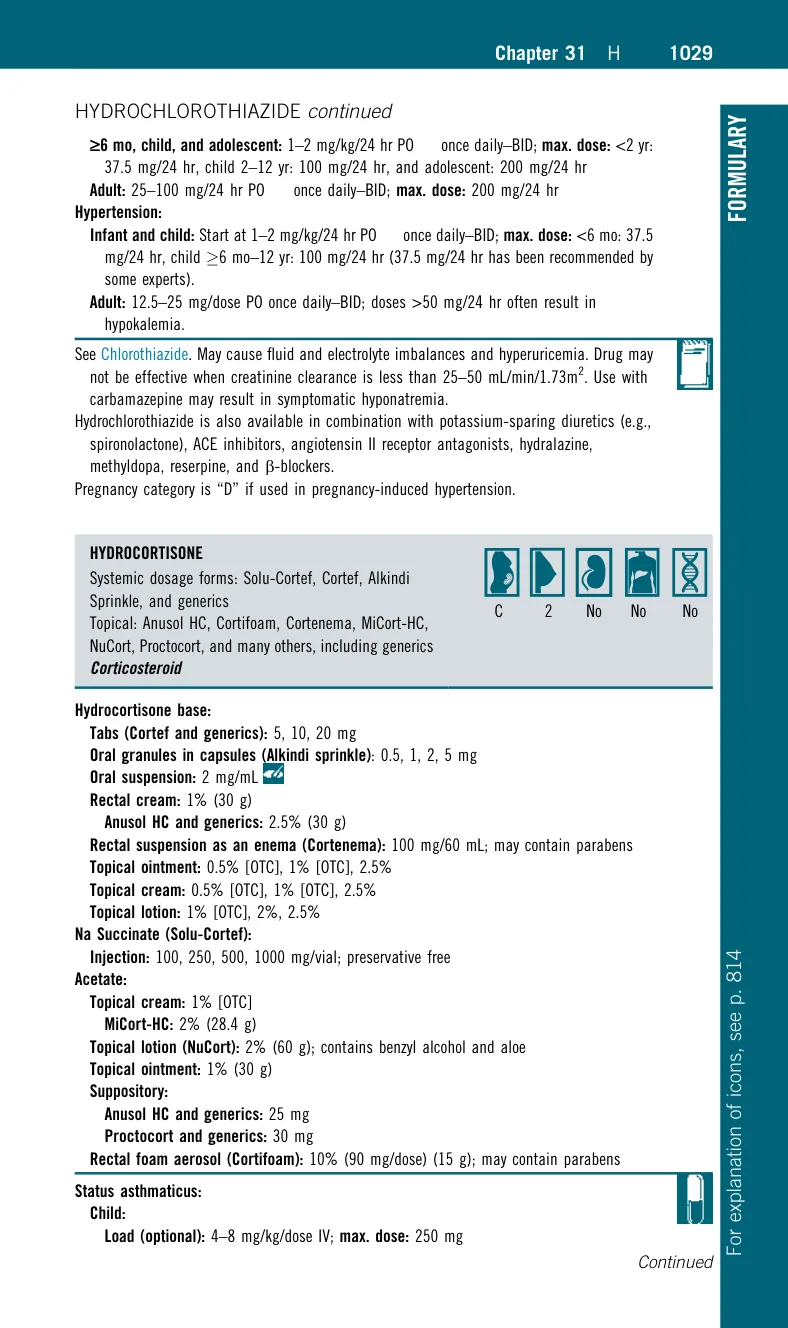 Chapter 31 H 1029
HYDROCHLOROTHIAZIDE continued
≥6 mo, child, and adolescent: 1–2 mg/kg/24 hr PO once daily–BID; max. dose: <2 yr:
37.5 mg/24 hr, child 2–12 yr: 100 mg/24 hr, and adolescent: 200 mg/24 hr
Adult: 25–100 mg/24 hr PO once daily–BID; max. dose: 200 mg/24 hr
Hypertension:
Infant and child: Start at 1–2 mg/kg/24 hr PO once daily–BID; max. dose: <6 mo: 37.5
mg/24 hr, child ≥6 mo–12 yr: 100 mg/24 hr (37.5 mg/24 hr has been recommended by
some experts).
Adult: 12.5–25 mg/dose PO once daily–BID; doses >50 mg/24 hr often result in
hypokalemia.
See Chlorothiazide. May cause fluid and electrolyte imbalances and hyperuricemia. Drug may
not be effective when creatinine clearance is less than 25–50 mL/min/1.73m². Use with
carbamazepine may result in symptomatic hyponatremia.
Hydrochlorothiazide is also available in combination with potassium-sparing diuretics (e.g.,
spironolactone), ACE inhibitors, angiotensin II receptor antagonists, hydralazine,
methyldopa, reserpine, and β-blockers.
Pregnancy category is “D” if used in pregnancy-induced hypertension.
HYDROCORTISONE
Systemic dosage forms: Solu-Cortef, Cortef, Alkindi
Sprinkle, and generics
Topical: Anusol HC, Cortifoam, Cortenema, MiCort-HC,
NuCort, Proctocort, and many others, including generics
Corticosteroid
C 2 No No No
Hydrocortisone base:
Tabs (Cortef and generics): 5, 10, 20 mg
Oral granules in capsules (Alkindi sprinkle): 0.5, 1, 2, 5 mg
Oral suspension: 2 mg/mL
Rectal cream: 1% (30 g)
Anusol HC and generics: 2.5% (30 g)
Rectal suspension as an enema (Cortenema): 100 mg/60 mL; may contain parabens
Topical ointment: 0.5% [OTC], 1% [OTC], 2.5%
Topical cream: 0.5% [OTC], 1% [OTC], 2.5%
Topical lotion: 1% [OTC], 2%, 2.5%
Na Succinate (Solu-Cortef):
Injection: 100, 250, 500, 1000 mg/vial; preservative free
Acetate:
Topical cream: 1% [OTC]
MiCort-HC: 2% (28.4 g)
Topical lotion (NuCort): 2% (60 g); contains benzyl alcohol and aloe
Topical ointment: 1% (30 g)
Suppository:
Anusol HC and generics: 25 mg
Proctocort and generics: 30 mg
Rectal foam aerosol (Cortifoam): 10% (90 mg/dose) (15 g); may contain parabens
Status asthmaticus:
Child:
Load (optional): 4–8 mg/kg/dose IV; max. dose: 250 mg
Continued
FORMULARY
For explanation of icons, see p. 814